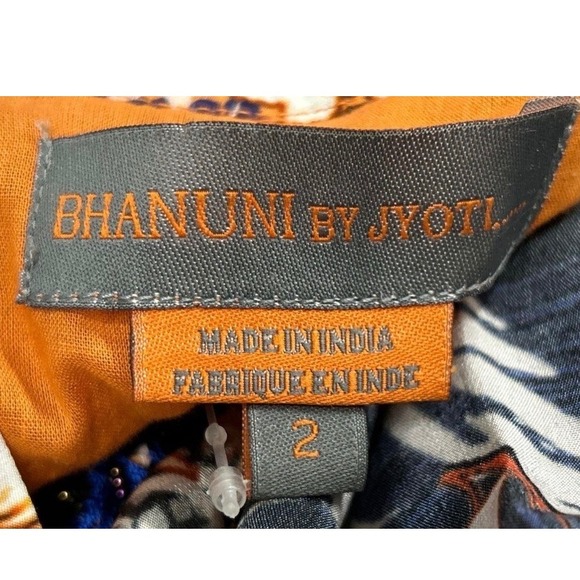 BHANUNI BY JYOTI....
MADE IN INDIA
FABRIQUE EN INDE
2